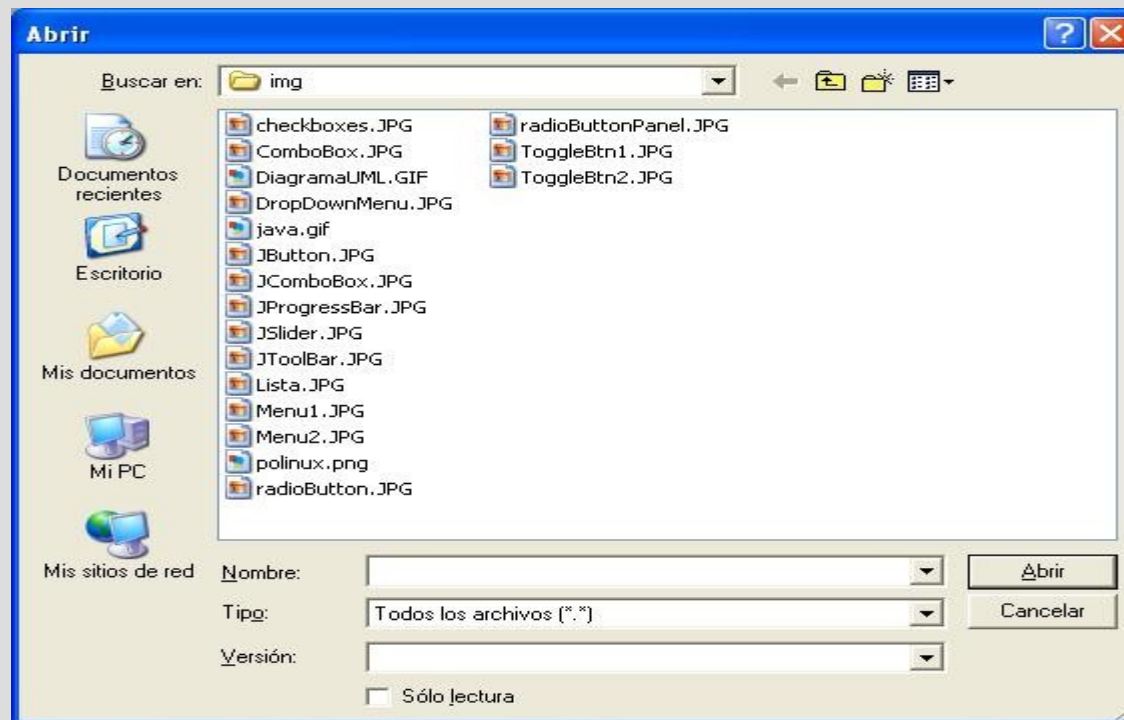 Abrir
Buscar en: img
Documentos
recientes
Escritorio
Mis documentos
Mi PC
Mis sitios de red
checkboxes.JPG
ComboBox.JPG
DiagramaUML.GIF
DropDownMenu.JPG
java.gif
JButton.JPG
JComboBox.JPG
JProgressBar.JPG
JSlider.JPG
JToolBar.JPG
Lista.JPG
Menu1.JPG
Menu2.JPG
polinux.png
radioButton.JPG
radioButtonPanel.JPG
ToggleBtn1.JPG
ToggleBtn2.JPG
Nombre:
Abrir
Tipo: Todos los archivos (*.*)
Cancelar
Versión:
Sólo lectura